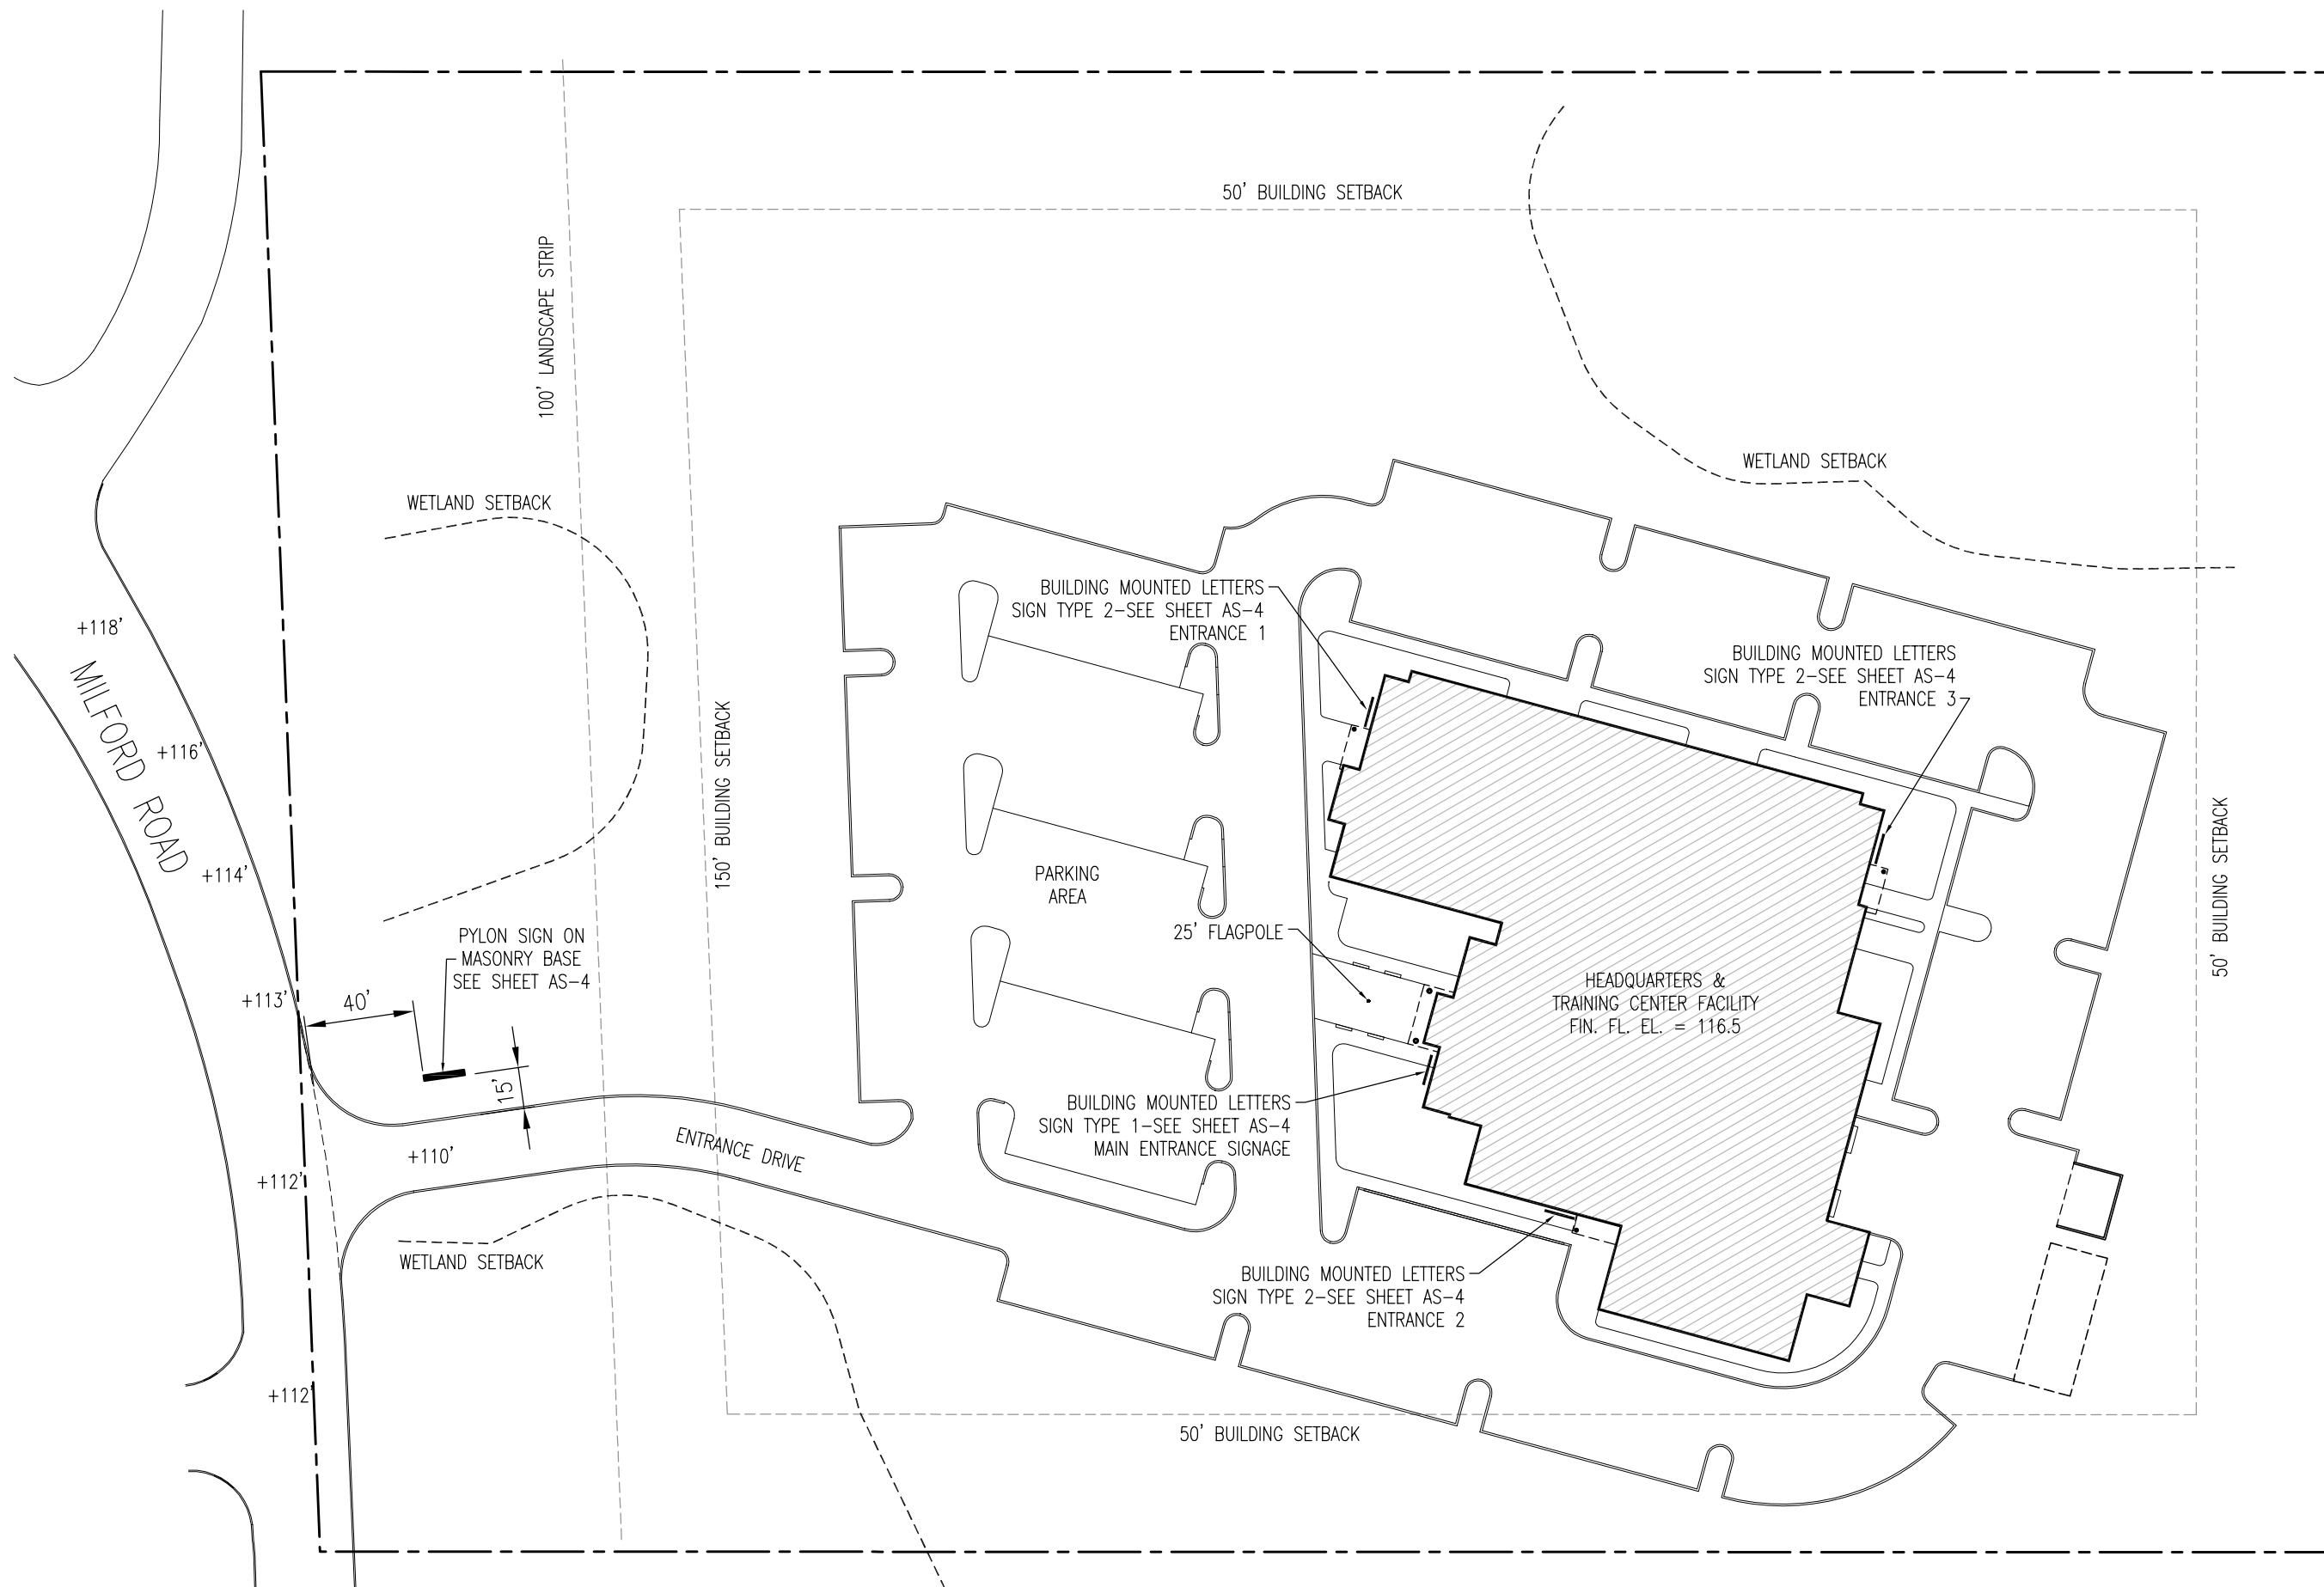 50' BUILDING SETBACK
100' LANDSCAPE STRIP
WETLAND SETBACK
WETLAND SETBACK
BUILDING MOUNTED LETTERS
SIGN TYPE 2-SEE SHEET AS-4
ENTRANCE 1
BUILDING MOUNTED LETTERS
SIGN TYPE 2-SEE SHEET AS-4
ENTRANCE 3
+118'
MILFORD ROAD
+116'
+114'
150' BUILDING SETBACK
PARKING
AREA
50' BUILDING SETBACK
PYLON SIGN ON
MASONRY BASE
SEE SHEET AS-4
25' FLAGPOLE
HEADQUARTERS &
TRAINING CENTER FACILITY
FIN. FL. EL. = 116.5
+113'
40'
15'
BUILDING MOUNTED LETTERS
SIGN TYPE 1-SEE SHEET AS-4
MAIN ENTRANCE SIGNAGE
ENTRANCE DRIVE
+110'
+112'
WETLAND SETBACK
BUILDING MOUNTED LETTERS
SIGN TYPE 2-SEE SHEET AS-4
ENTRANCE 2
+112'
50' BUILDING SETBACK